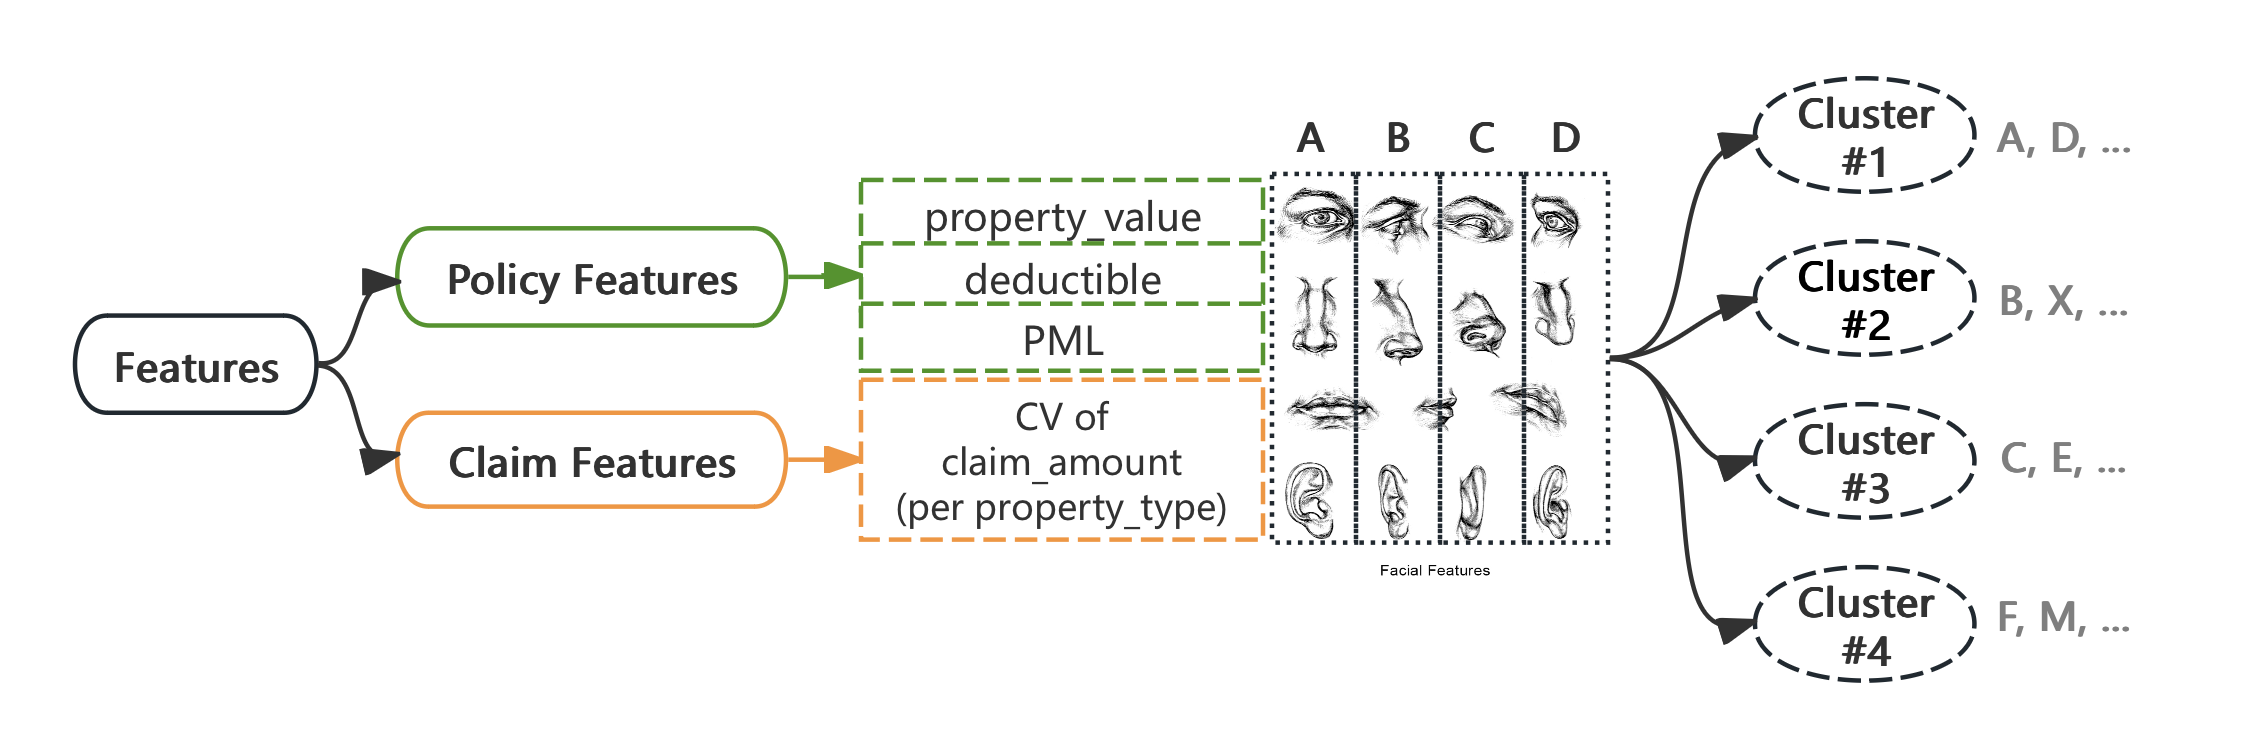 Features
Policy Features
Claim Features
property_value
deductible
PML
CV of
claim_amount
(per property_type)
A B C D
Facial Features
Cluster
#1
A, D, ...
Cluster
#2
B, X, ...
Cluster
#3
C, E, ...
Cluster
#4
F, M, ...